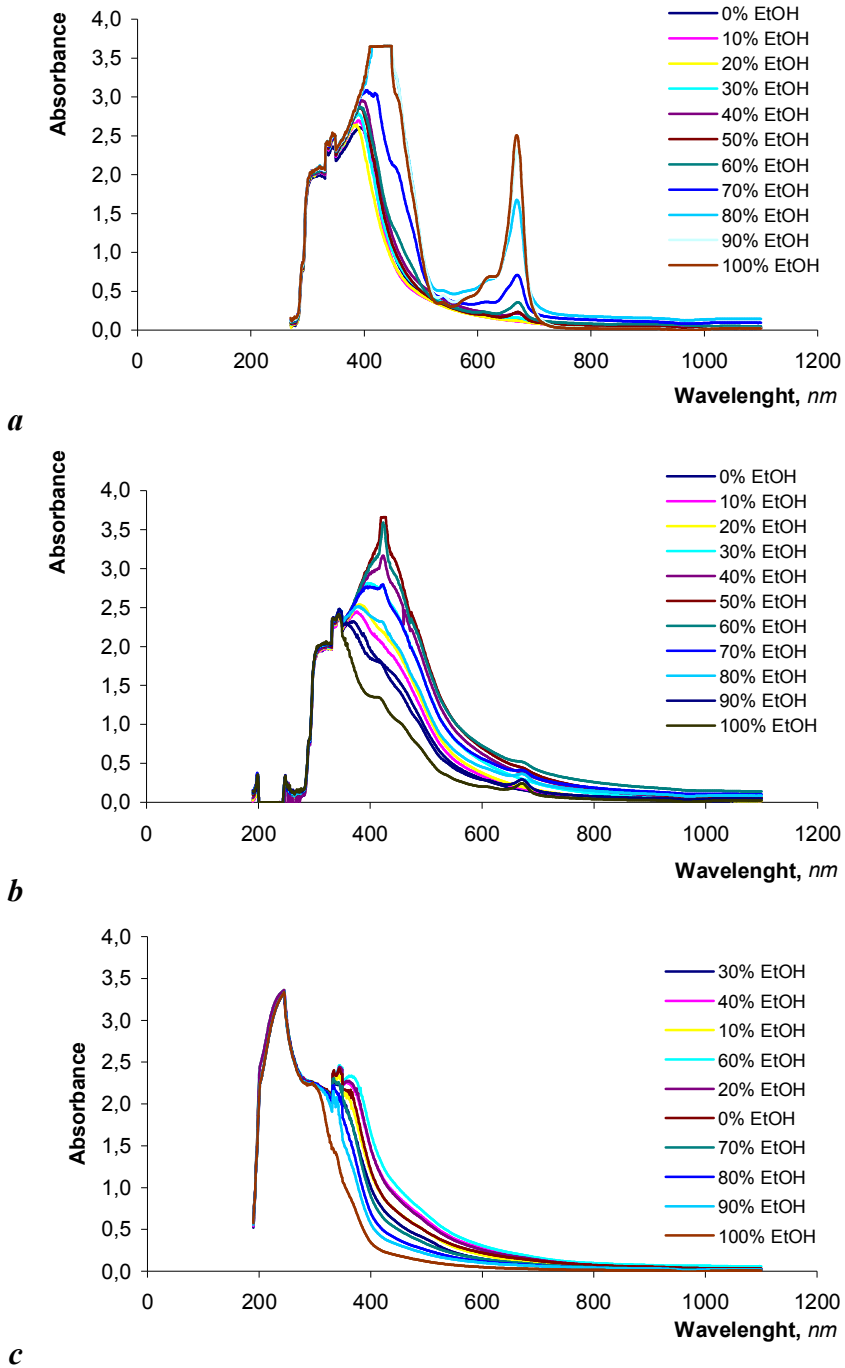 Absorbance
4,0
3,5
3,0
2,5
2,0
1,5
1,0
0,5
0,0
0 200 400 600 800 1000 1200
Wavelenght, nm
0% EtOH
10% EtOH
20% EtOH
30% EtOH
40% EtOH
50% EtOH
60% EtOH
70% EtOH
80% EtOH
90% EtOH
100% EtOH
a
Absorbance
4,0
3,5
3,0
2,5
2,0
1,5
1,0
0,5
0,0
0 200 400 600 800 1000 1200
Wavelenght, nm
0% EtOH
10% EtOH
20% EtOH
30% EtOH
40% EtOH
50% EtOH
60% EtOH
70% EtOH
80% EtOH
90% EtOH
100% EtOH
b
Absorbance
4,0
3,5
3,0
2,5
2,0
1,5
1,0
0,5
0,0
0 200 400 600 800 1000 1200
Wavelenght, nm
30% EtOH
40% EtOH
10% EtOH
60% EtOH
20% EtOH
0% EtOH
70% EtOH
80% EtOH
90% EtOH
100% EtOH
c